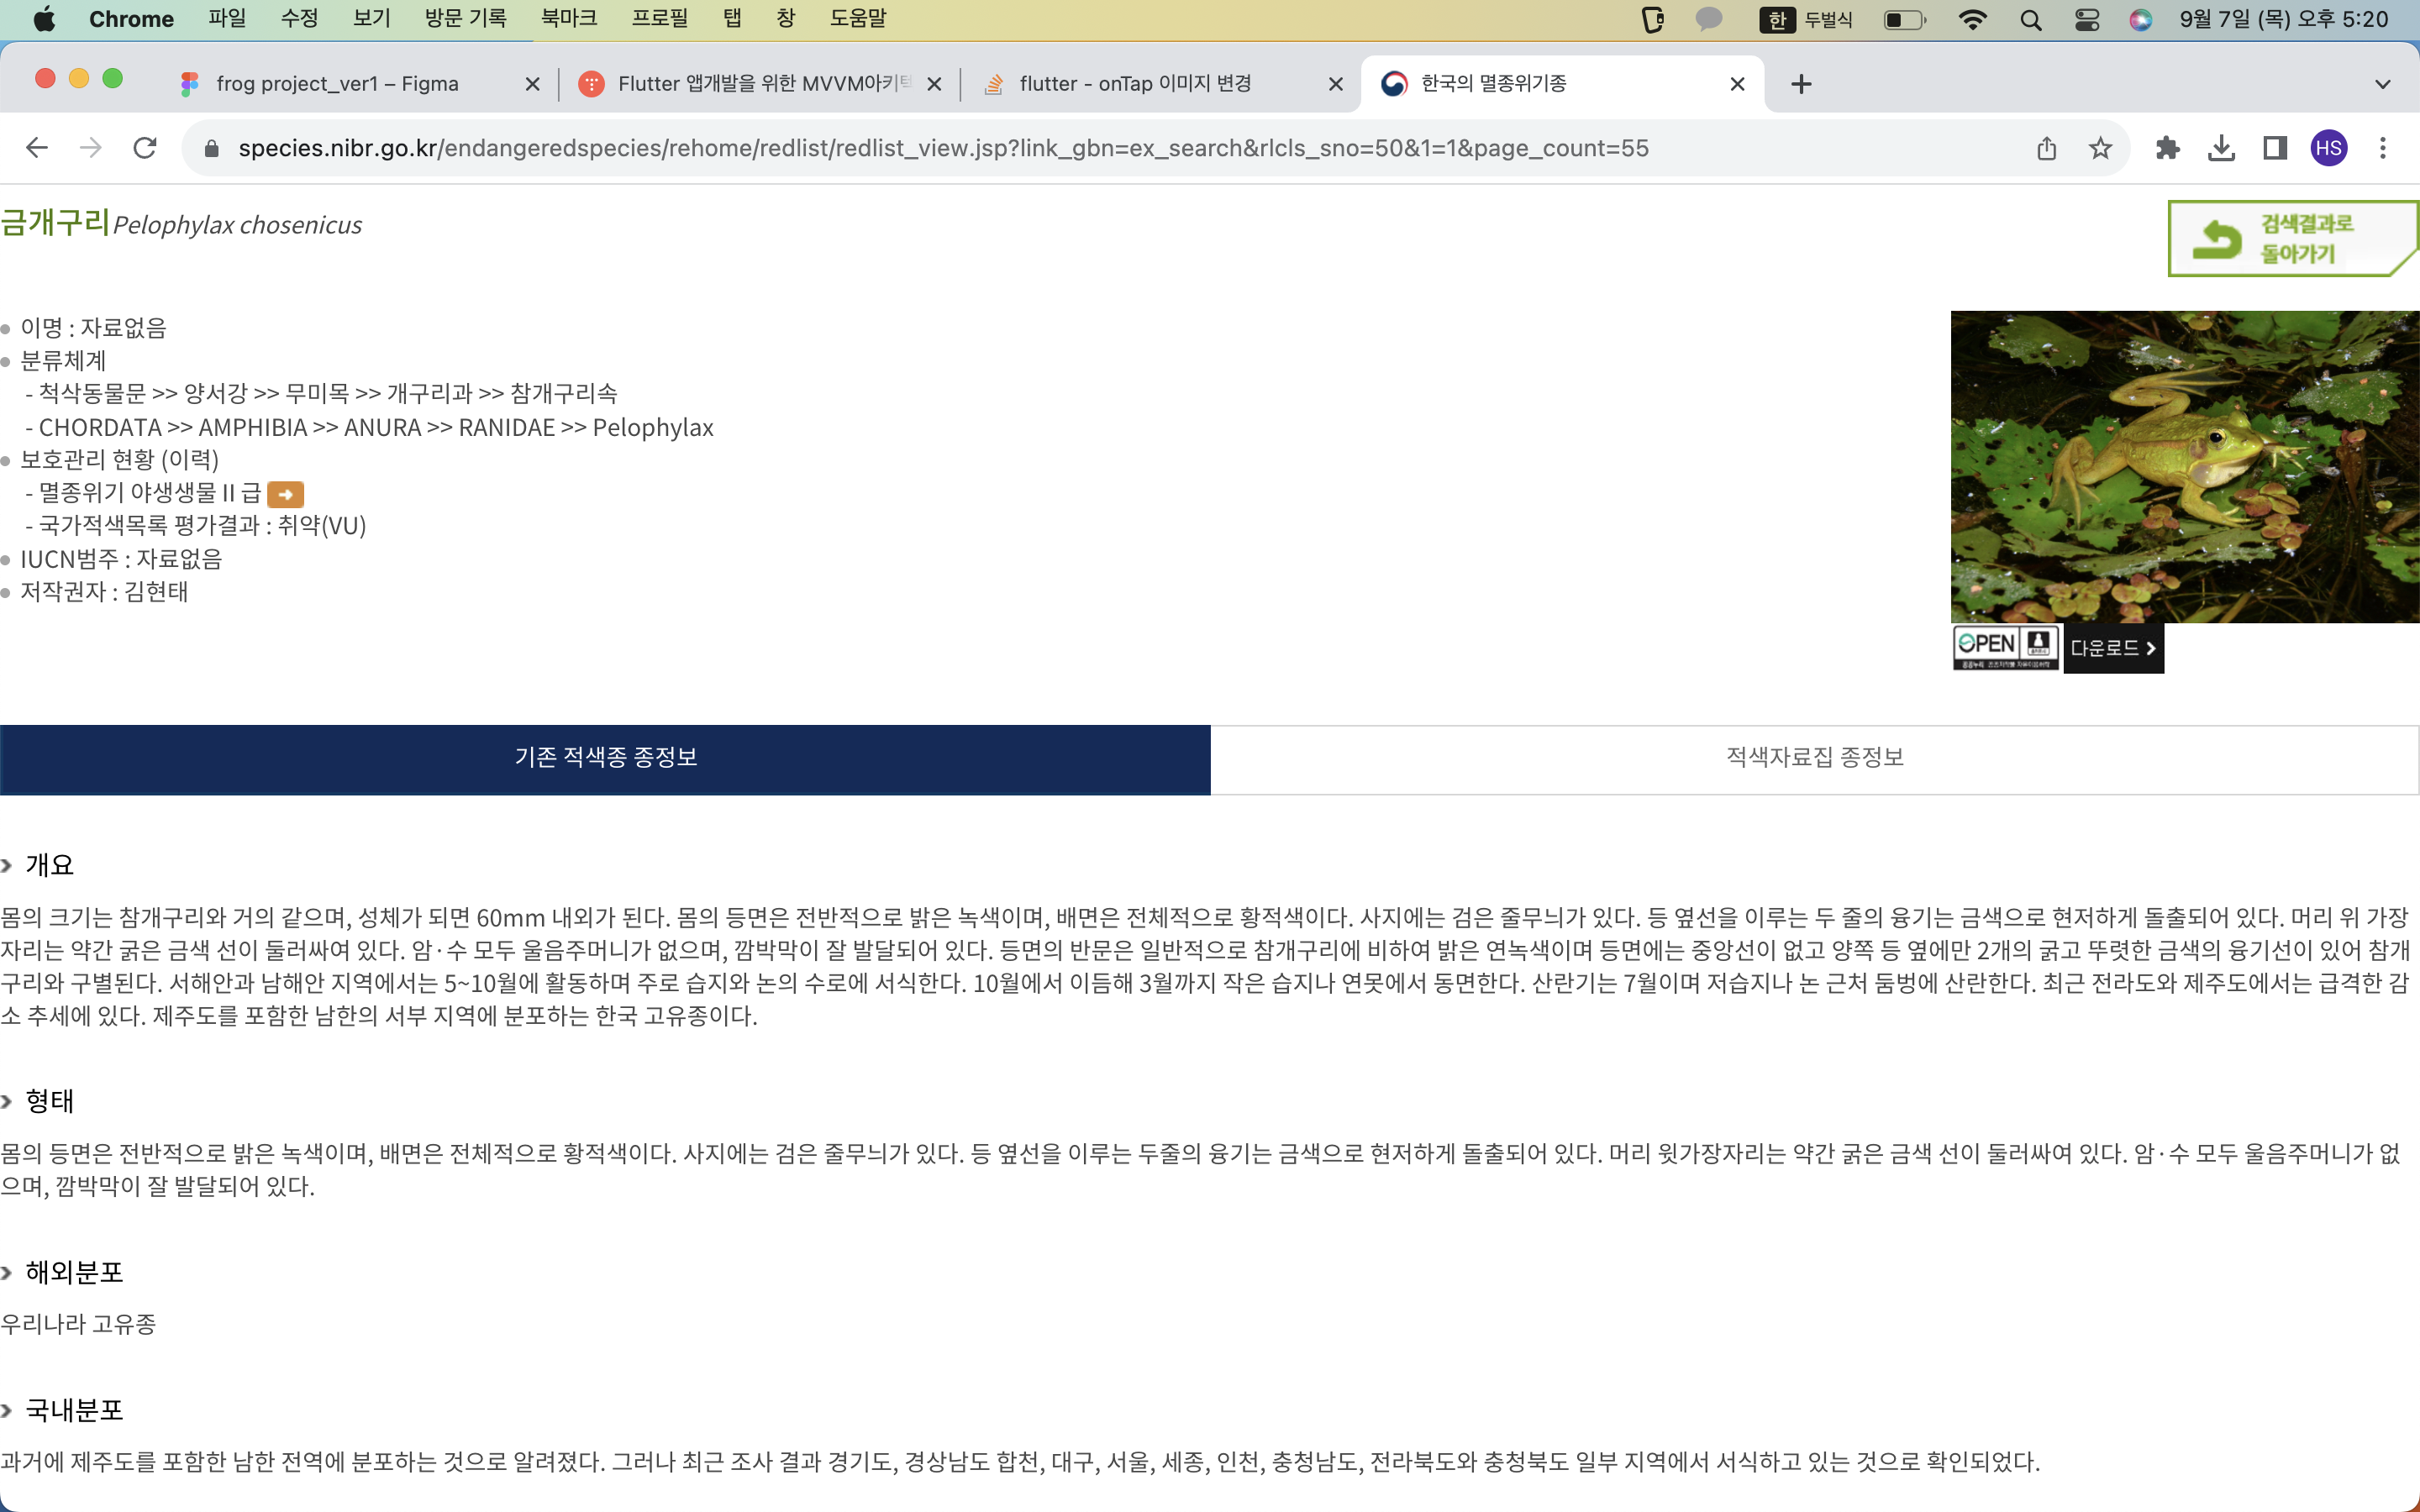 Chrome 파일 수정 보기 방문 기록 북마크 프로필 탭 창 도움말 한 두벌식 9월 7일 (목) 오후 5:20
frog project_ver1 – Figma Flutter 앱개발을 위한 MVVM아키 flutter - onTap 이미지 변경 한국의 멸종위기종
species.nibr.go.kr/endangeredspecies/rehome/redlist/redlist_view.jsp?link_gbn=ex_search&rlcls_sno=50&1=1&page_count=55 HS
금개구리 Pelophylax chosenicus
검색결과로
돌아가기
이명 : 자료없음
분류체계
- 척삭동물문 >> 양서강 >> 무미목 >> 개구리과 >> 참개구리속
- CHORDATA >> AMPHIBIA >> ANURA >> RANIDAE >> Pelophylax
보호관리 현황 (이력)
- 멸종위기 야생생물 II 급
- 국가적색목록 평가결과 : 취약(VU)
IUCN범주 : 자료없음
저작권자 : 김현태
OPEN
다운로드
기존 적색종 종정보 적색자료집 종정보
개요
몸의 크기는 참개구리와 거의 같으며, 성체가 되면 60mm 내외가 된다. 몸의 등면은 전반적으로 밝은 녹색이며, 배면은 전체적으로 황적색이다. 사지에는 검은 줄무늬가 있다. 등 옆선을 이루는 두 줄의 융기는 금색으로 현저하게 돌출되어 있다. 머리 위 가장
자리는 약간 굵은 금색 선이 둘러싸여 있다. 암·수 모두 울음주머니가 없으며, 깜박막이 잘 발달되어 있다. 등면의 반문은 일반적으로 참개구리에 비하여 밝은 연녹색이며 등면에는 중앙선이 없고 양쪽 등 옆에만 2개의 굵고 뚜렷한 금색의 융기선이 있어 참개
구리와 구별된다. 서해안과 남해안 지역에서는 5~10월에 활동하며 주로 습지와 논의 수로에 서식한다. 10월에서 이듬해 3월까지 작은 습지나 연못에서 동면한다. 산란기는 7월이며 저습지나 논 근처 둠벙에 산란한다. 최근 전라도와 제주도에서는 급격한 감
소 추세에 있다. 제주도를 포함한 남한의 서부 지역에 분포하는 한국 고유종이다.
형태
몸의 등면은 전반적으로 밝은 녹색이며, 배면은 전체적으로 황적색이다. 사지에는 검은 줄무늬가 있다. 등 옆선을 이루는 두줄의 융기는 금색으로 현저하게 돌출되어 있다. 머리 윗가장자리는 약간 굵은 금색 선이 둘러싸여 있다. 암·수 모두 울음주머니가 없
으며, 깜박막이 잘 발달되어 있다.
해외분포
우리나라 고유종
국내분포
과거에 제주도를 포함한 남한 전역에 분포하는 것으로 알려졌다. 그러나 최근 조사 결과 경기도, 경상남도 합천, 대구, 서울, 세종, 인천, 충청남도, 전라북도와 충청북도 일부 지역에서 서식하고 있는 것으로 확인되었다.